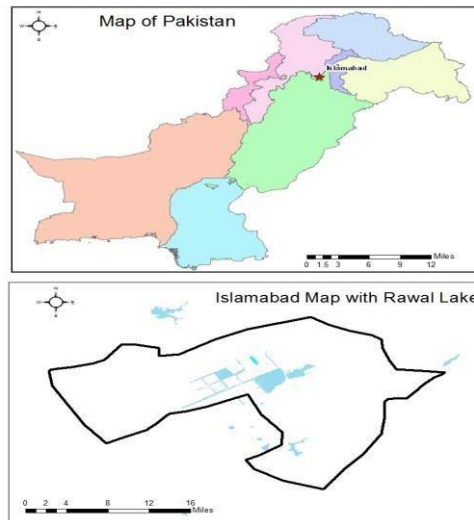 Map of Pakistan
N
W E
S
Islamabad
Miles
0 1.5 3 6 9 12
Islamabad Map with Rawal Lake
N
W E
S
Miles
0 2 4 8 12 16